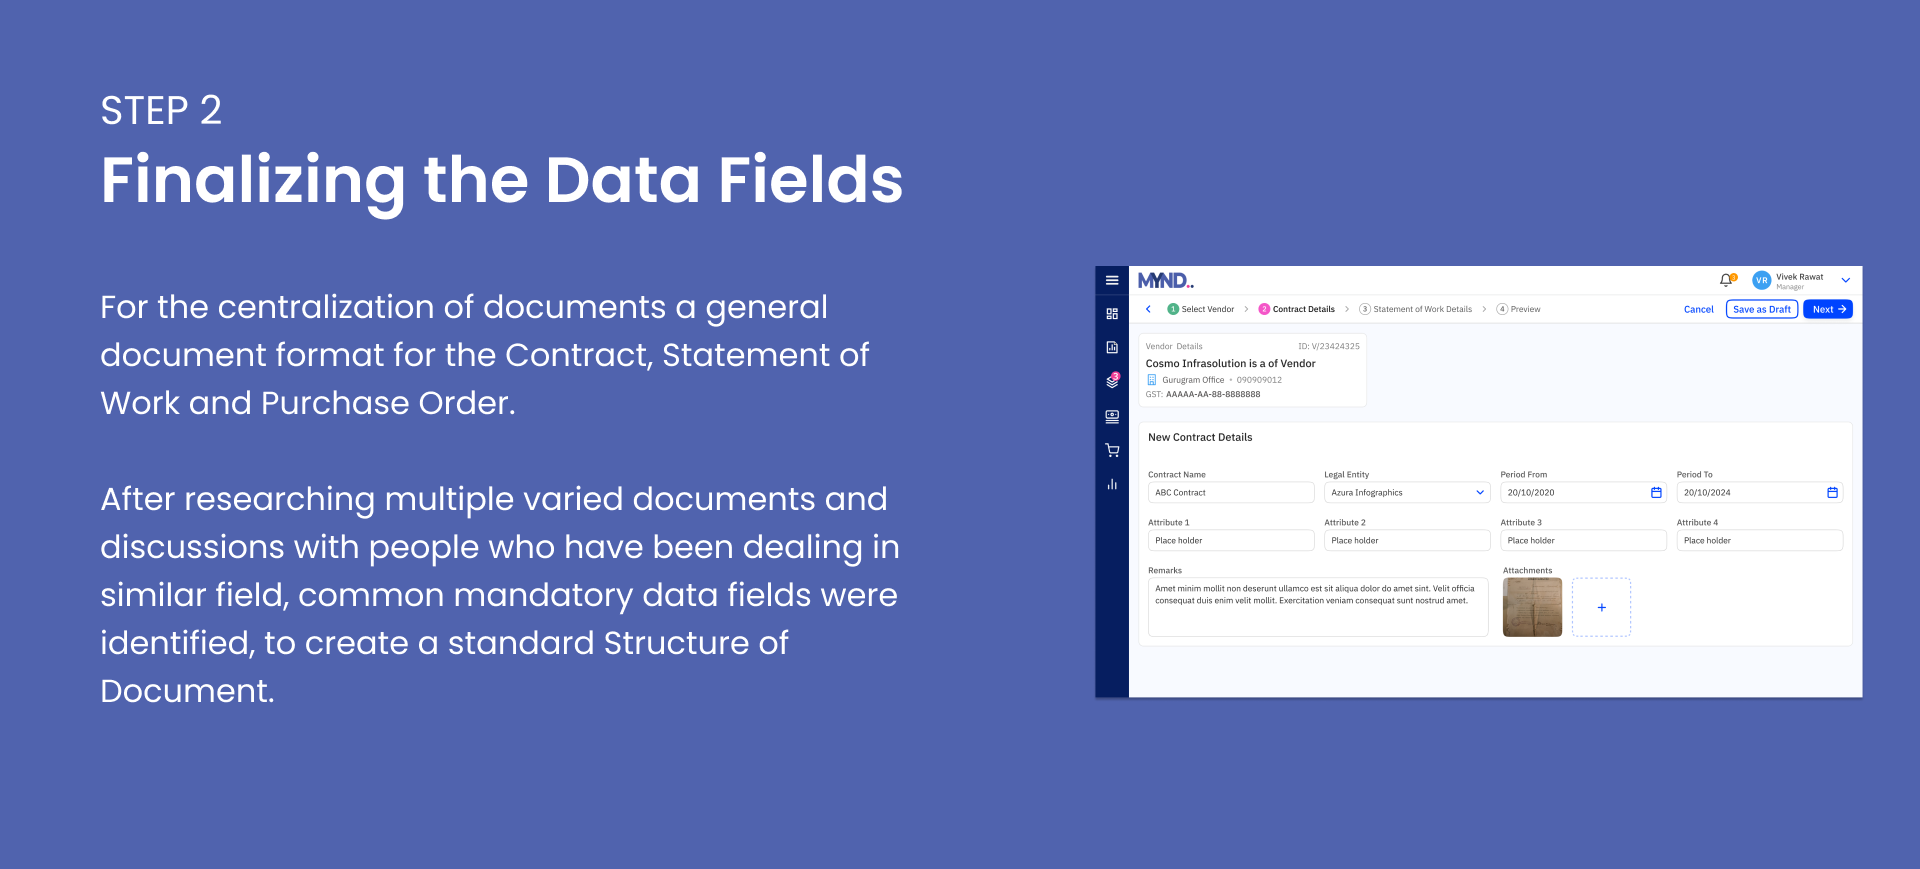 STEP 2
Finalizing the Data Fields
For the centralization of documents a general
document format for the Contract, Statement of
Work and Purchase Order.
After researching multiple varied documents and
discussions with people who have been dealing in
similar field, common mandatory data fields were
identified, to create a standard Structure of
Document.
MYND..
Vivek Rawat
VR
Manager
1 Select Vendor
2 Contract Details
3 Statement of Work Details
4 Preview
Cancel
Save as Draft
Next
3
Vendor Details
ID: V/23424325
Cosmo Infrasolution is a of Vendor
Gurugram Office • 090909012
GST: AAAAA-AA-88-8888888
New Contract Details
Contract Name
Legal Entity
Period From
Period To
ABC Contract
Azura Infographics
20/10/2020
20/10/2024
Attribute 1
Attribute 2
Attribute 3
Attribute 4
Place holder
Place holder
Place holder
Place holder
Remarks
Attachments
Amet minim mollit non deserunt ullamco est sit aliqua dolor do amet sint. Velit officia
consequat duis enim velit mollit. Exercitation veniam consequat sunt nostrud amet.
+